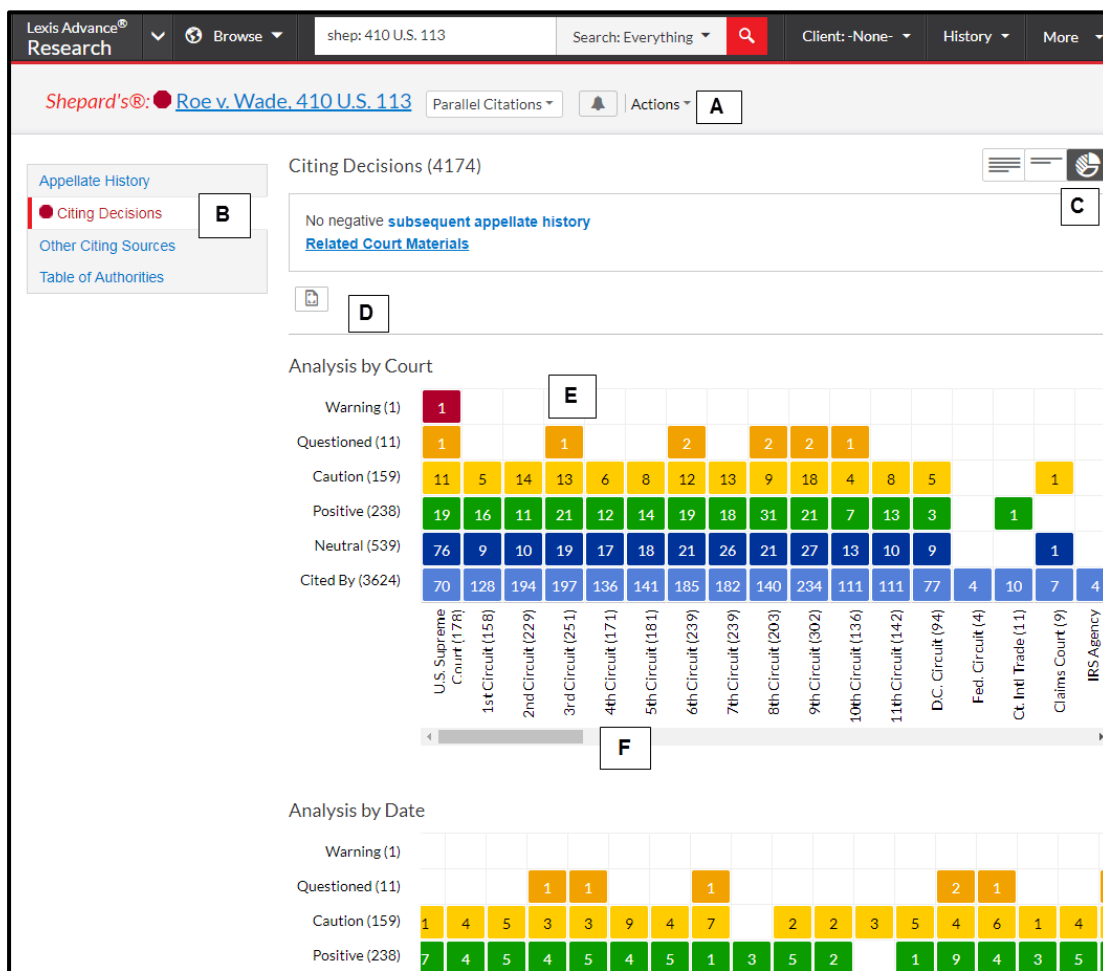 Lexis Advance®
Research
Browse
shep: 410 U.S. 113
Search: Everything
Client: -None-
History
More
Shepard's®: Roe v. Wade, 410 U.S. 113
Parallel Citations
Actions
A
Appellate History
Citing Decisions
B
Other Citing Sources
Table of Authorities
Citing Decisions (4174)
C
No negative subsequent appellate history
Related Court Materials
D
Analysis by Court
E
Warning (1) 1
Questioned (11) 1 1 2 2 2 1
Caution (159) 11 5 14 13 6 8 12 13 9 18 4 8 5 1
Positive (238) 19 16 11 21 12 14 19 18 31 21 7 13 3 1
Neutral (539) 76 9 10 19 17 18 21 26 21 27 13 10 9 1
Cited By (3624) 70 128 194 197 136 141 185 182 140 234 111 111 77 4 10 7 4
U.S. Supreme
Court (178)
1st Circuit (158)
2nd Circuit (229)
3rd Circuit (251)
4th Circuit (171)
5th Circuit (181)
6th Circuit (239)
7th Circuit (239)
8th Circuit (203)
9th Circuit (302)
10th Circuit (136)
11th Circuit (142)
D.C. Circuit (94)
Fed. Circuit (4)
Ct. Intl Trade (11)
Claims Court (9)
IRS Agency
F
Analysis by Date
Warning (1)
Questioned (11) 1 1 1 2 1
Caution (159) 1 4 5 3 3 9 4 7 2 2 3 5 4 6 1 4
Positive (238) 7 4 5 4 5 4 5 1 3 5 2 1 9 4 3 5